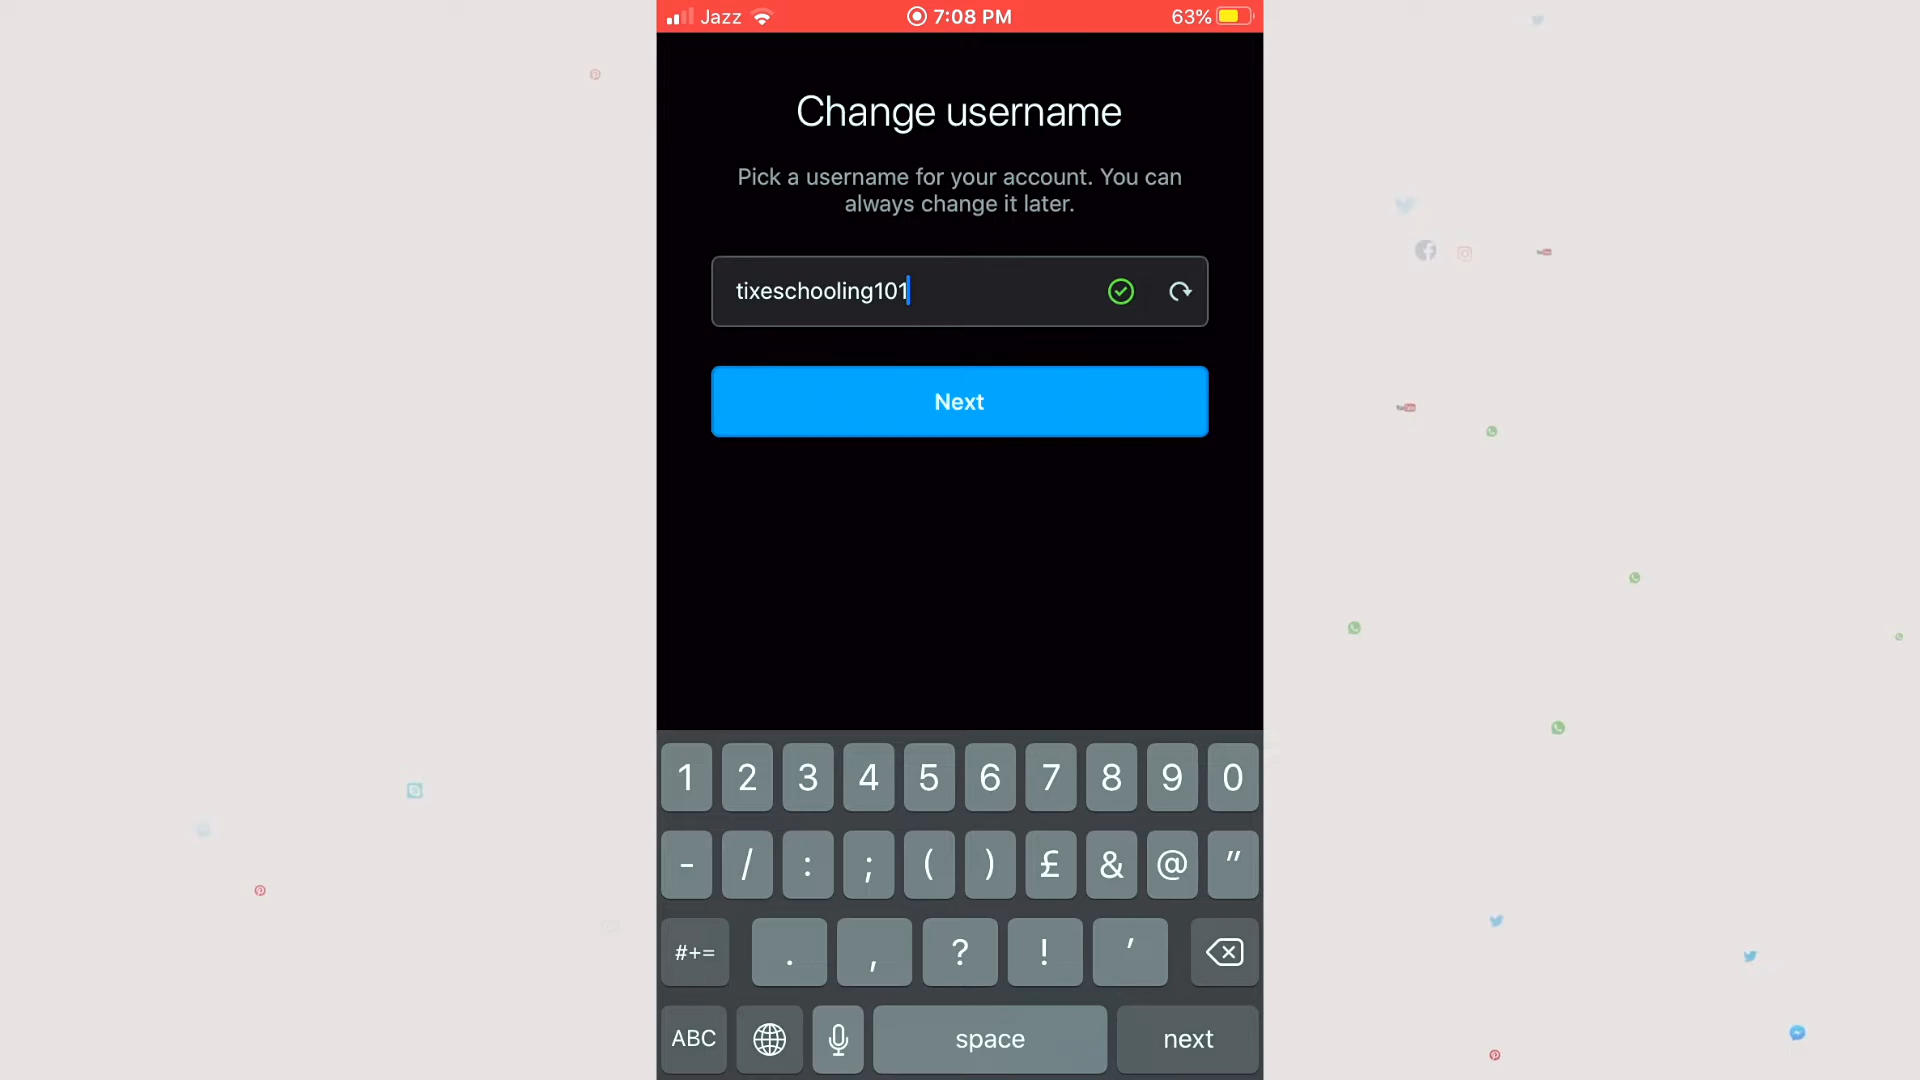 Jazz 7:08 PM 63%
Change username
Pick a username for your account. You can
always change it later.
tixeschooling101
Next
1 2 3 4 5 6 7 8 9 0
- / : ; ( ) £ & @ "
#+= . , ? ! '
ABC space next